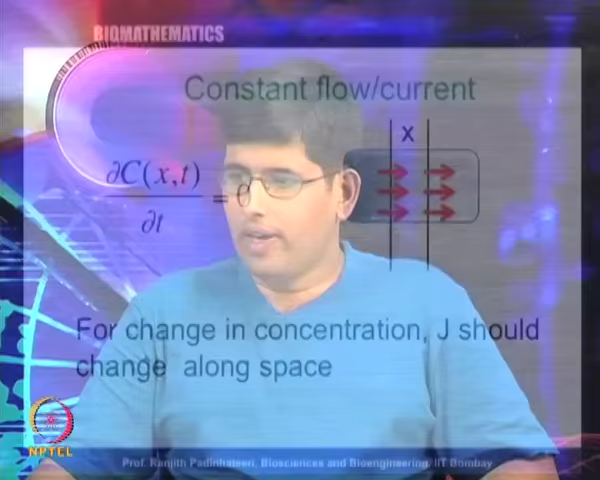 BIOMATHEMATICS
Constant flow/current
x
∂C(x,t)
∂t
= 0
For change in concentration, J should
change along space
NPTEL
Prof. Ranjith Padinhateeri, Biosciences and Bioengineering, IIT Bombay